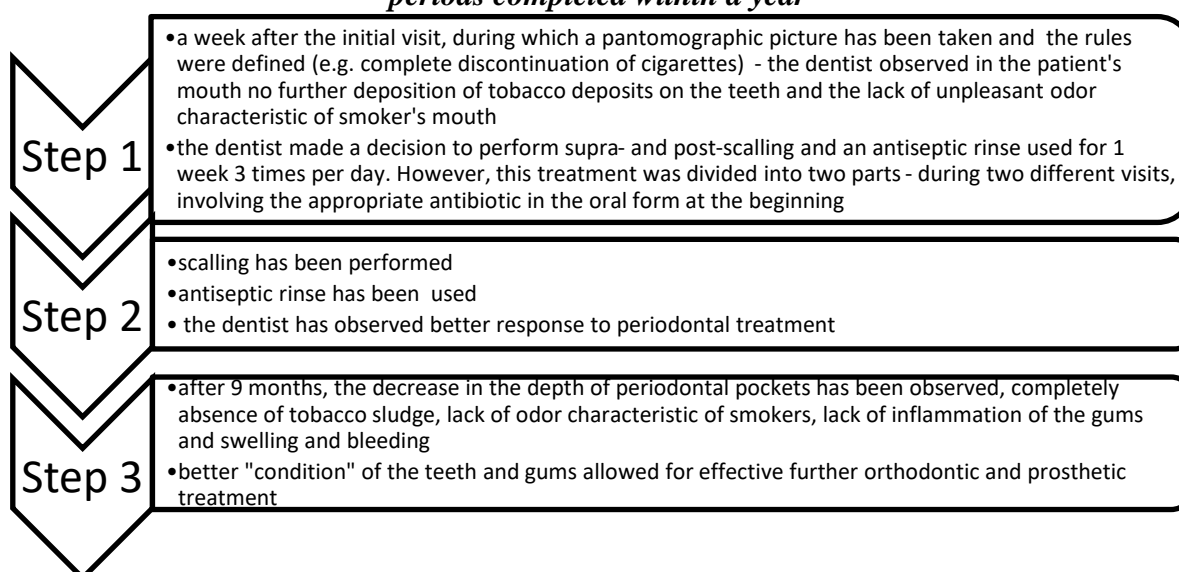 periods completed within a year
•a week after the initial visit, during which a pantomographic picture has been taken and the rules
were defined (e.g. complete discontinuation of cigarettes) - the dentist observed in the patient's
mouth no further deposition of tobacco deposits on the teeth and the lack of unpleasant odor
characteristic of smoker's mouth
Step 1
•the dentist made a decision to perform supra- and post-scalling and an antiseptic rinse used for 1
week 3 times per day. However, this treatment was divided into two parts - during two different visits,
involving the appropriate antibiotic in the oral form at the beginning
•scalling has been performed
Step 2
•antiseptic rinse has been used
• the dentist has observed better response to periodontal treatment
•after 9 months, the decrease in the depth of periodontal pockets has been observed, completely
absence of tobacco sludge, lack of odor characteristic of smokers, lack of inflammation of the gums
and swelling and bleeding
Step 3
•better "condition" of the teeth and gums allowed for effective further orthodontic and prosthetic
treatment